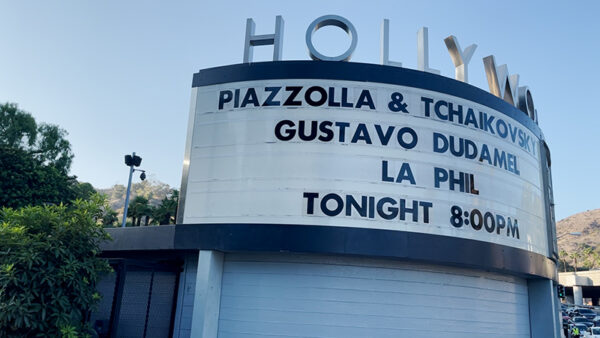 HOLLYWO
PIAZZOLLA & TCHAIKOVSKY
GUSTAVO DUDAMEL
LA PHIL
TONIGHT 8:00PM